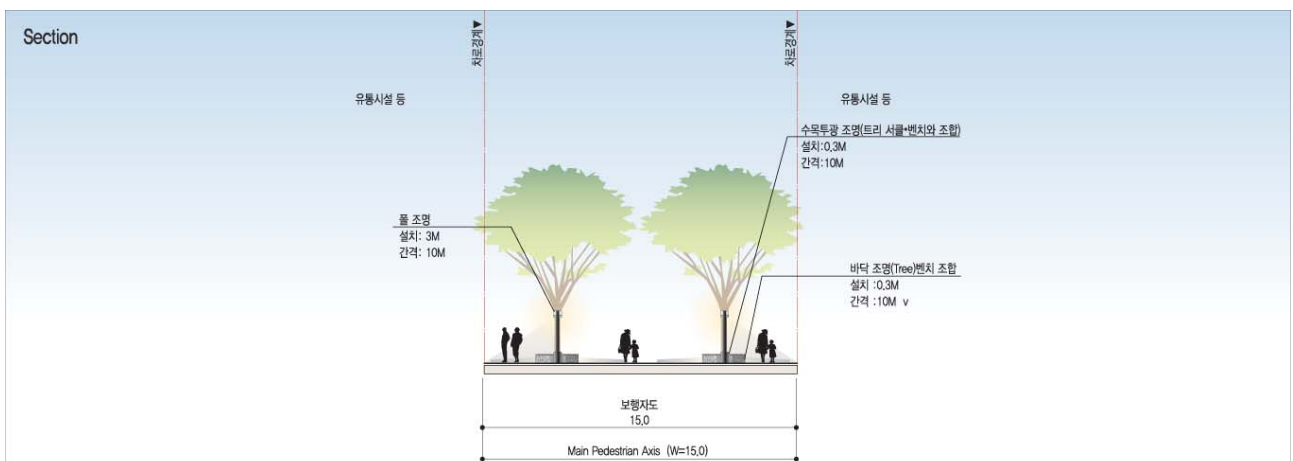 Section
차로경계▼
차로경계▼
유통시설 등
유통시설 등
수목투광 조명(트리 서클•벤치와 조합)
설치:0.3M
간격:10M
폴 조명
설치: 3M
간격: 10M
바닥 조명(Tree)벤치 조합
설치 :0.3M
간격 :10M v
보행자도
15.0
Main Pedestrian Axis (W=15.0)